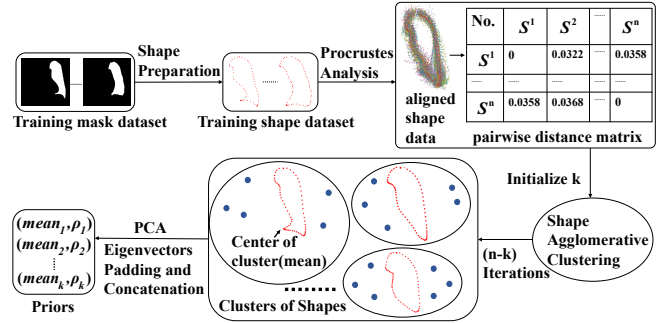 Shape
Preparation
Training mask dataset
Training shape dataset
Procrustes
Analysis
aligned
shape
data
No. S¹ S² ...... Sⁿ
S¹ 0 0.0322 ...... 0.0358
...... ...... ...... ...... ......
Sⁿ 0.0358 0.0368 ...... 0
pairwise distance matrix
Initialize k
Shape
Agglomerative
Clustering
(n-k)
Iterations
Center of
cluster(mean)
Clusters of Shapes
PCA
Eigenvectors
Padding and
Concatenation
(mean₁,ρ₁)
(mean₂,ρ₂)
(meanₖ,ρₖ)
Priors